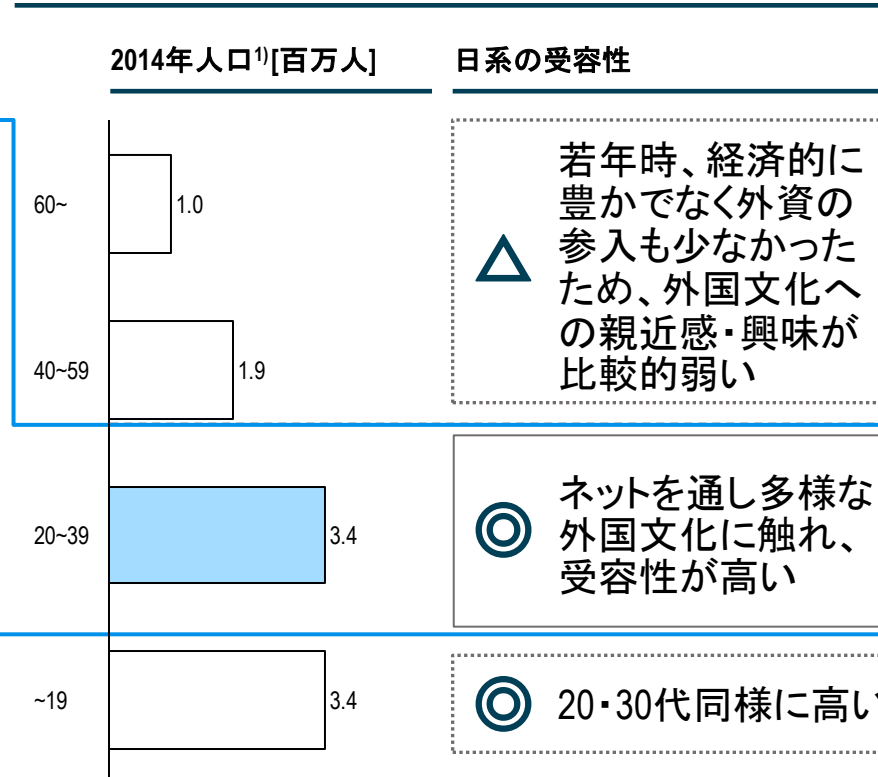 2014年人口1)[百万人]
日系の受容性
60~
1.0
△
若年時、経済的に
豊かでなく外資の
参入も少なかった
ため、外国文化へ
の親近感・興味が
比較的弱い
40~59
1.9
20~39
3.4
◎
ネットを通し多様な
外国文化に触れ、
受容性が高い
~19
3.4
◎
20・30代同様に高い